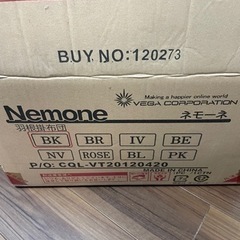 BUY NO:120273
Making a happier online world
Nemone
VEGA CORPORATION
羽根掛布団
ネモーネ
BK BR IV BE
NV ROSE BL PK
P/O: CQL-VT20120420
MADE IN CHINA